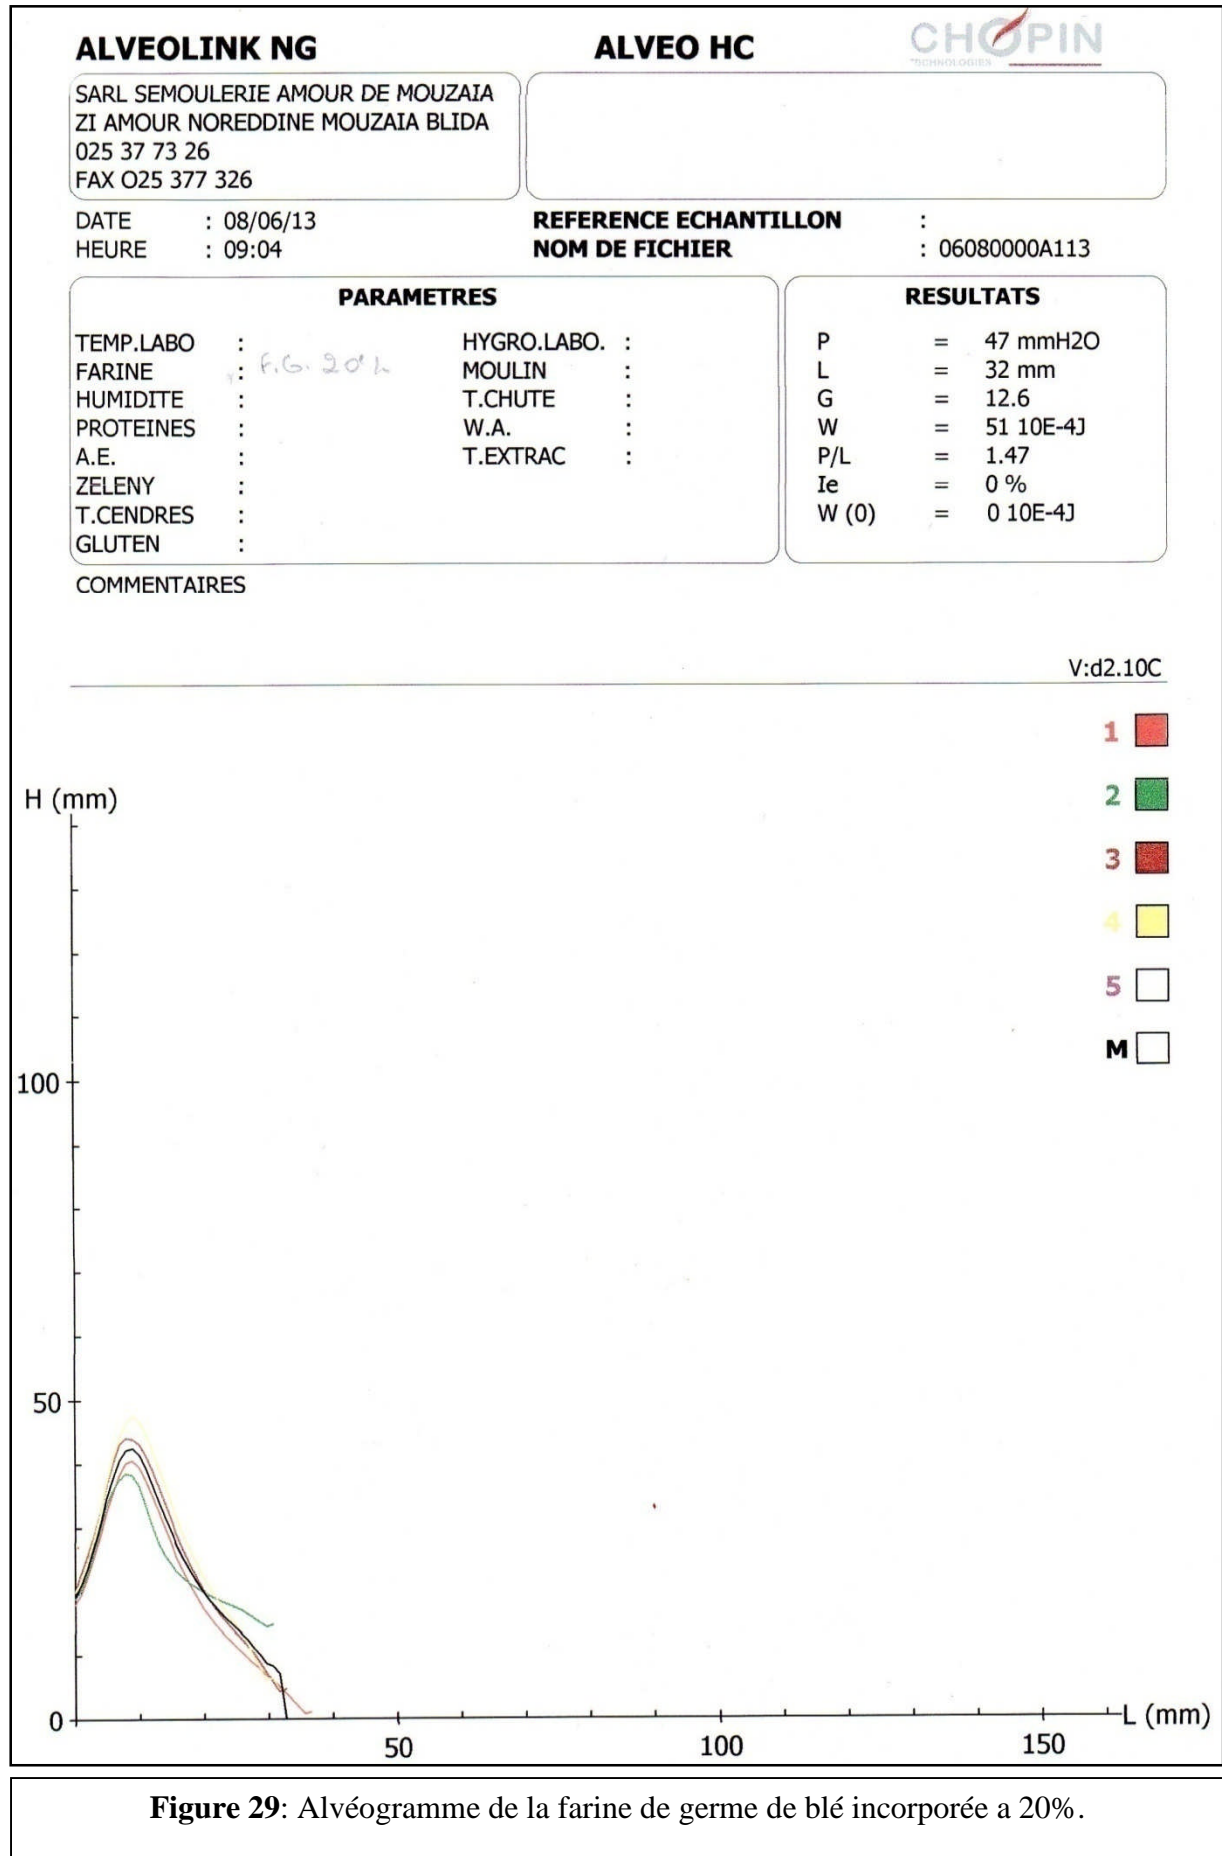 ALVEOLINK NG ALVEO HC CHOPIN
TECHNOLOGIES
SARL SEMOULERIE AMOUR DE MOUZAIA
ZI AMOUR NOREDDINE MOUZAIA BLIDA
025 37 73 26
FAX O25 377 326
DATE : 08/06/13 REFERENCE ECHANTILLON :
HEURE : 09:04 NOM DE FICHIER : 06080000A113
PARAMETRES
TEMP.LABO : HYGRO.LABO. :
FARINE : F.G. MOULIN :
HUMIDITE : T.CHUTE :
PROTEINES : W.A. :
A.E. : T.EXTRAC :
ZELENY :
T.CENDRES :
GLUTEN :
RESULTATS
P = 47 mmH2O
L = 32 mm
G = 12.6
W = 51 10E-4J
P/L = 1.47
Ie = 0 %
W (0) = 0 10E-4J
COMMENTAIRES
V:d2.10C
1
2
3
4
5
M
H (mm)
100
50
0
50 100 150 L (mm)
Figure 29: Alvéogramme de la farine de germe de blé incorporée a 20%.